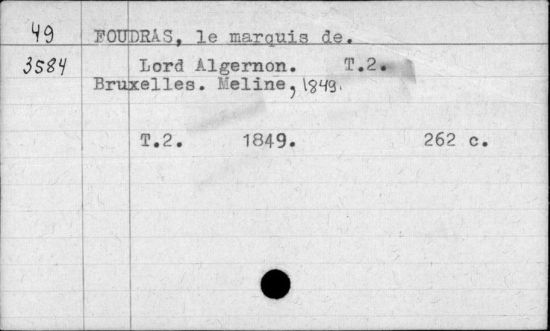 49 FOUDRAS, le marquis de.
3584 Lord Algernon. T.2.
Bruxelles. Meline, 1849.
T.2. 1849. 262 c.